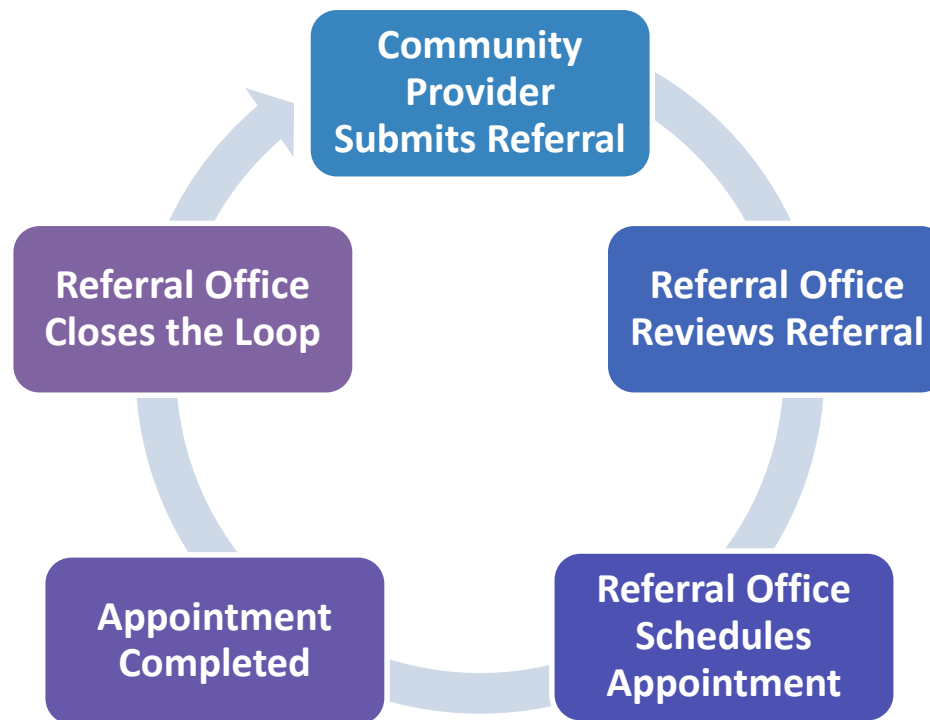 Community
Provider
Submits Referral
Referral Office
Reviews Referral
Referral Office
Schedules
Appointment
Appointment
Completed
Referral Office
Closes the Loop